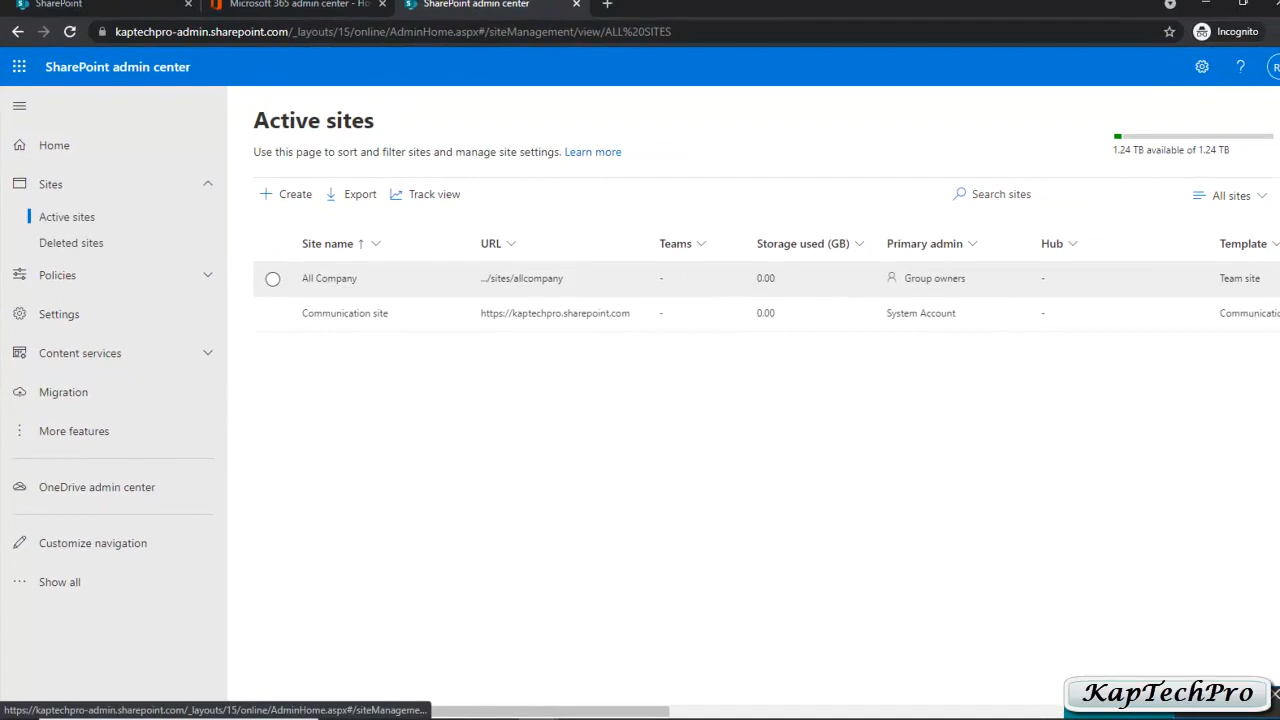 SharePoint
Microsoft 365 admin center - Ho
SharePoint admin center
kaptechpro-admin.sharepoint.com/_layouts/15/online/AdminHome.aspx#/siteManagement/view/ALL%20SITES
Incognito
SharePoint admin center
?
R
Home
Sites
Active sites
Deleted sites
Policies
Settings
Content services
Migration
More features
OneDrive admin center
Customize navigation
Show all
Active sites
Use this page to sort and filter sites and manage site settings. Learn more
1.24 TB available of 1.24 TB
Create Export Track view Search sites All sites
Site name ↑ URL Teams Storage used (GB) Primary admin Hub Template
All Company .../sites/allcompany - 0.00 Group owners - Team site
Communication site https://kaptechpro.sharepoint.com - 0.00 System Account - Communicatio
https://kaptechpro-admin.sharepoint.com/_layouts/15/online/AdminHome.aspx#/siteManageme...
KapTechPro